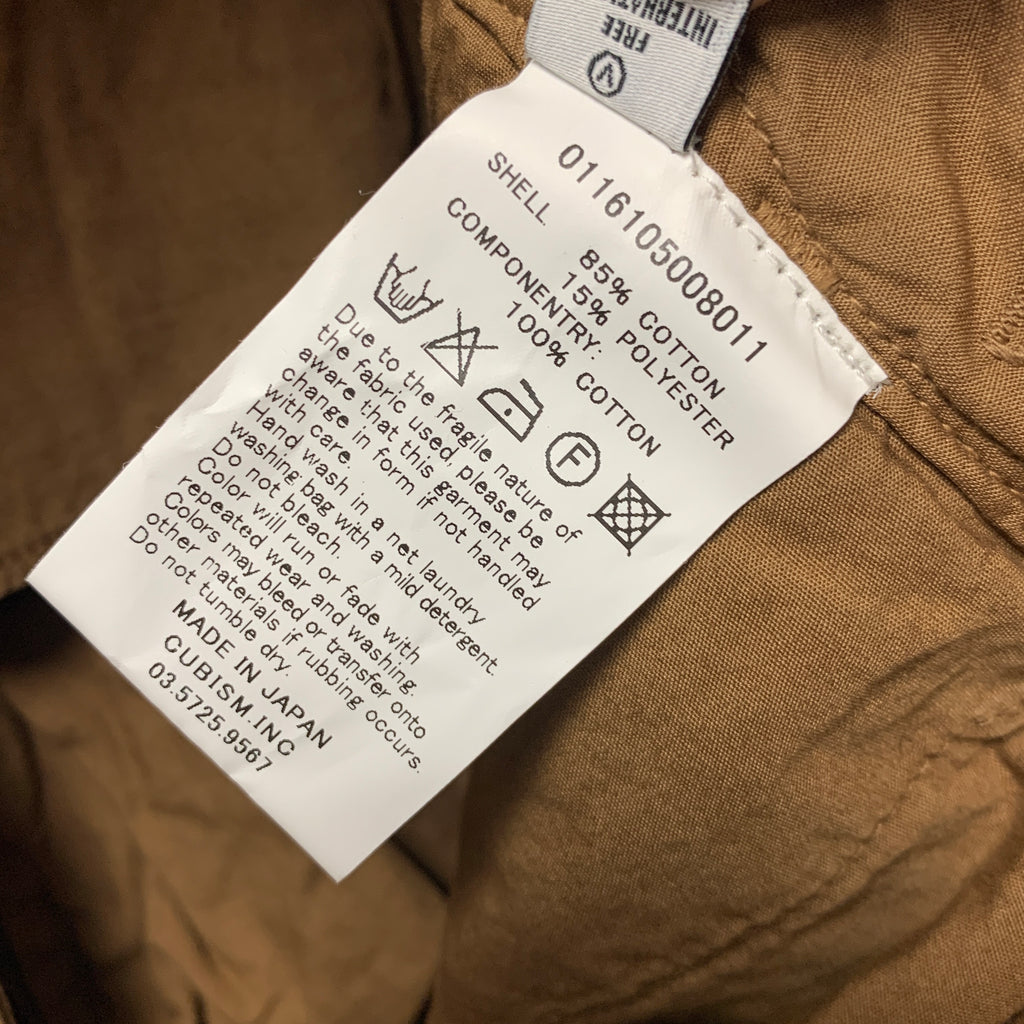 FREE
INTERNAT
0116105008011
SHELL
85% COTTON
15% POLYESTER
COMPONENTRY:
100% COTTON
F
Due to the fragile nature of
the fabric used, please be
aware that this garment may
change in form if not handled
with care.
Hand wash in a net laundry
washing bag with a mild detergent.
Do not bleach.
Color will run or fade with
repeated wear and washing.
Colors may bleed or transfer onto
other materials if rubbing occurs.
Do not tumble dry.
MADE IN JAPAN
CUBISM.INC
03.5725.9567